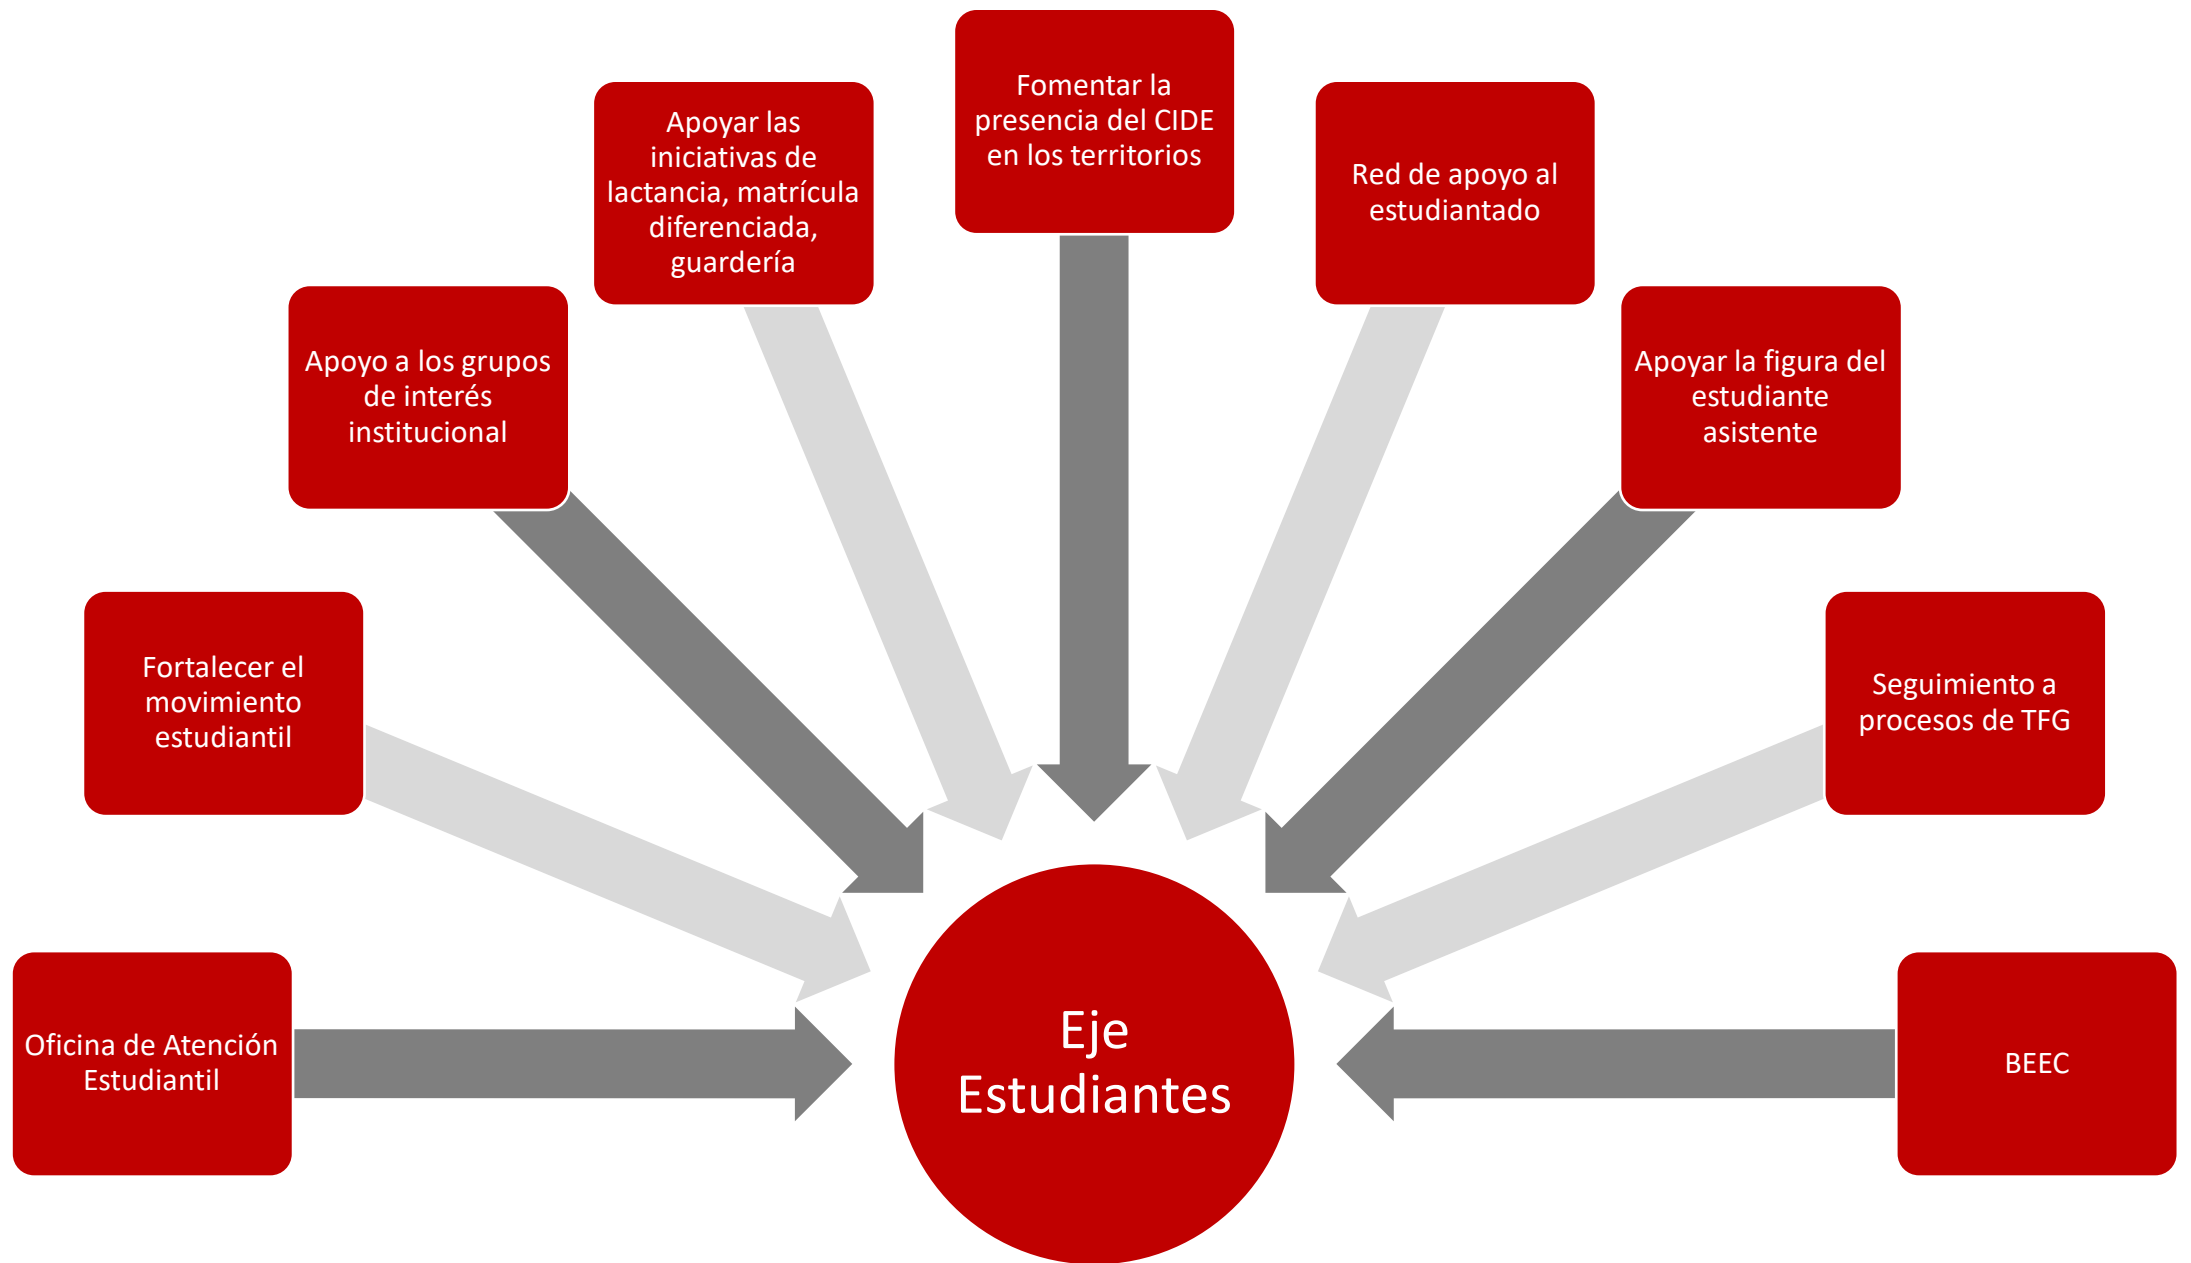 Fomentar la
presencia del CIDE
en los territorios
Apoyar las
iniciativas de
lactancia, matrícula
diferenciada,
guardería
Red de apoyo al
estudiantado
Apoyo a los grupos
de interés
institucional
Apoyar la figura del
estudiante
asistente
Fortalecer el
movimiento
estudiantil
Seguimiento a
procesos de TFG
Oficina de Atención
Estudiantil
Eje
Estudiantes
BEEC